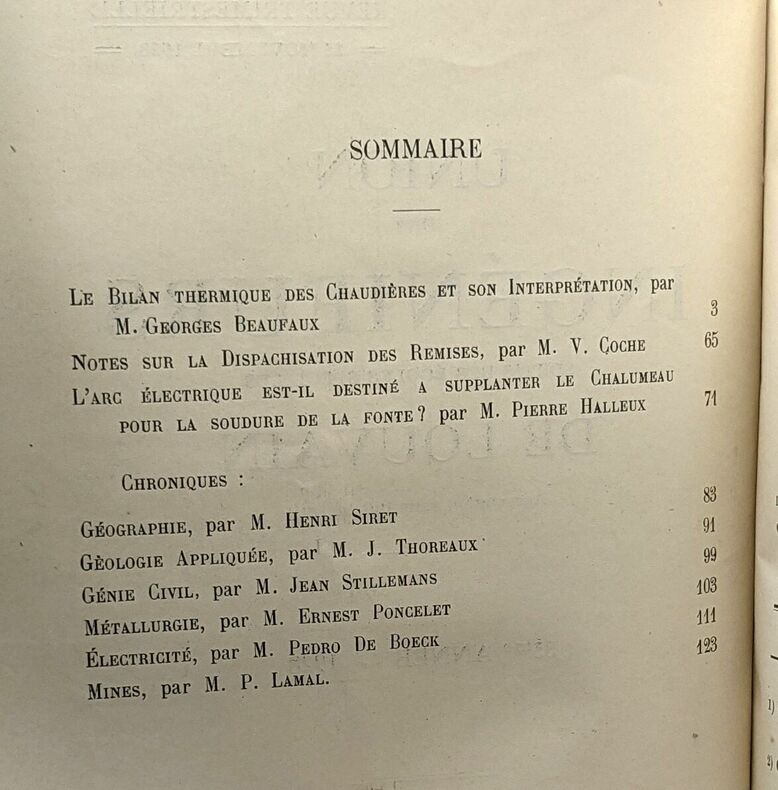 SOMMAIRE
LE BILAN THERMIQUE DES CHAUDIÈRES ET SON INTERPRÉTATION, par
M. GEORGES BEAUFAUX 3
NOTES SUR LA DISPACHISATION DES REMISES, par M. V. COCHE 65
L'ARC ÉLECTRIQUE EST-IL DESTINÉ A SUPPLANTER LE CHALUMEAU
POUR LA SOUDURE DE LA FONTE? par M. PIERRE HALLEUX 71
CHRONIQUES :
GÉOGRAPHIE, par M. HENRI SIRET 83
GÈOLOGIE APPLIQUÉE, par M. J. THOREAUX 91
GÉNIE CIVIL, par M. JEAN STILLEMANS 99
MÉTALLURGIE, par M. ERNEST PONCELET 103
ÉLECTRICITÉ, par M. PEDRO DE BOECK 111
MINES, par M. P. LAMAL. 123
1)
2)